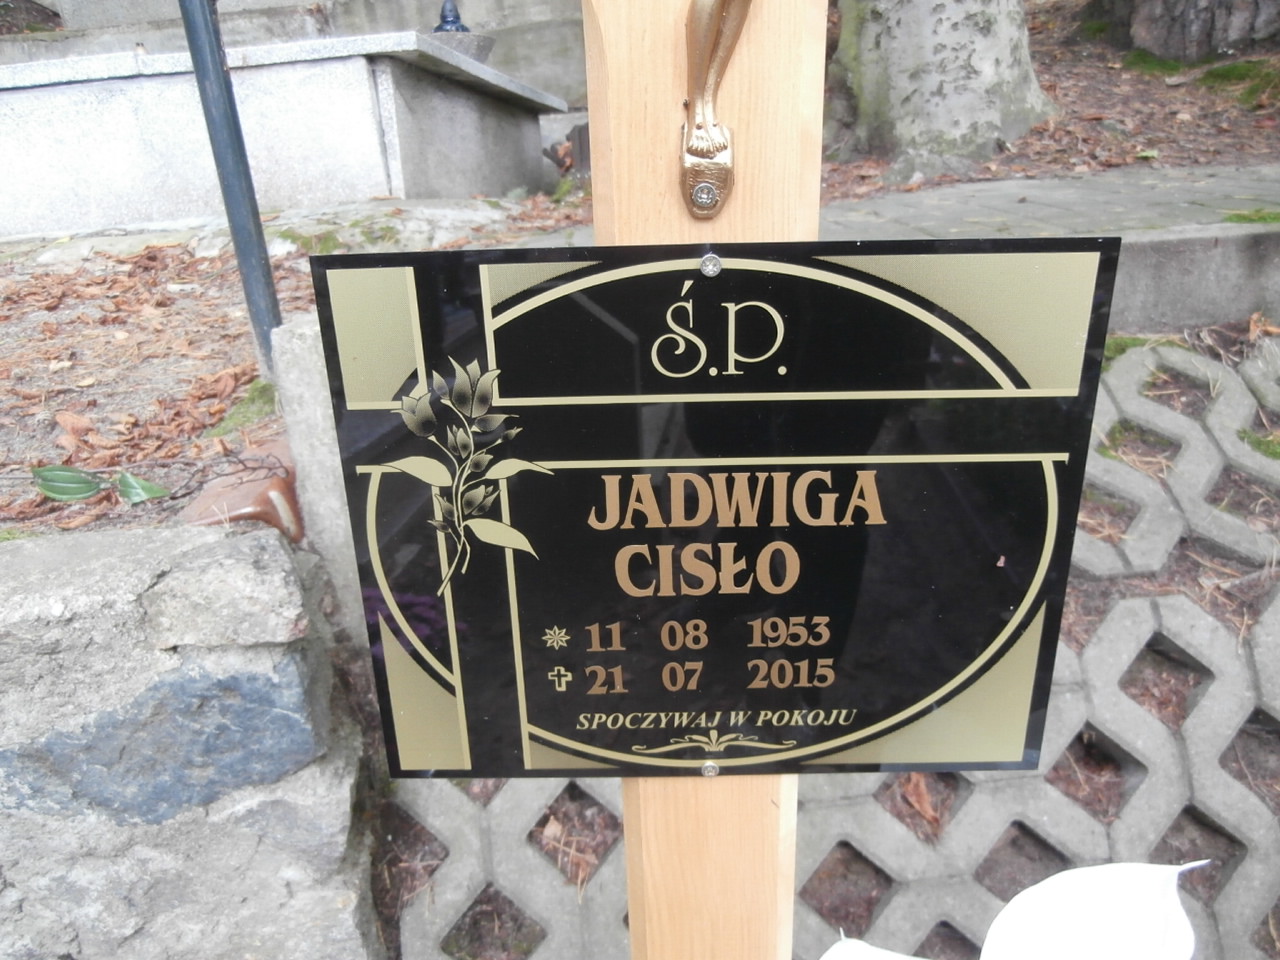 Ś.P.
JADWIGA
CISŁO
11 08 1953
21 07 2015
SPOCZYWAJ W POKOJU